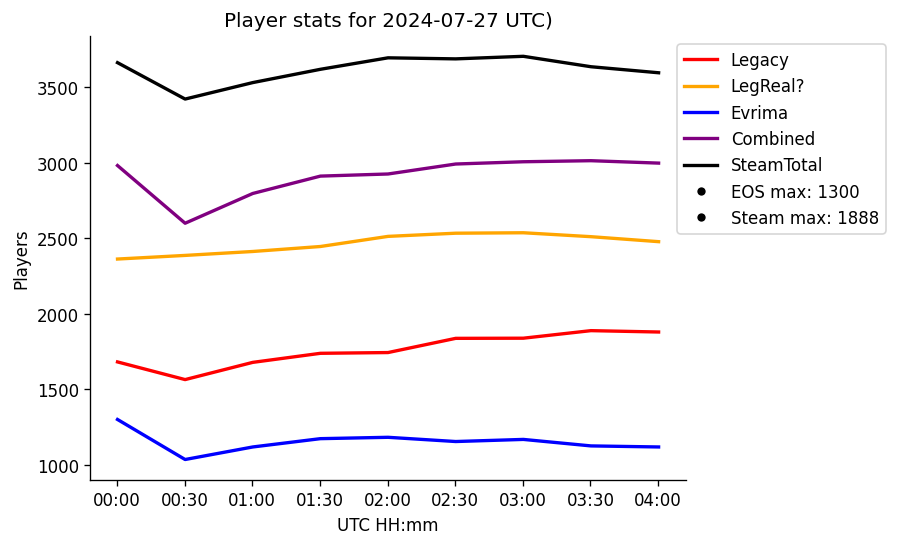 Player stats for 2024-07-27 UTC)
Legacy
LegReal?
Evrima
Combined
SteamTotal
EOS max: 1300
Steam max: 1888
Players
3500
3000
2500
2000
1500
1000
00:00 00:30 01:00 01:30 02:00 02:30 03:00 03:30 04:00
UTC HH:mm